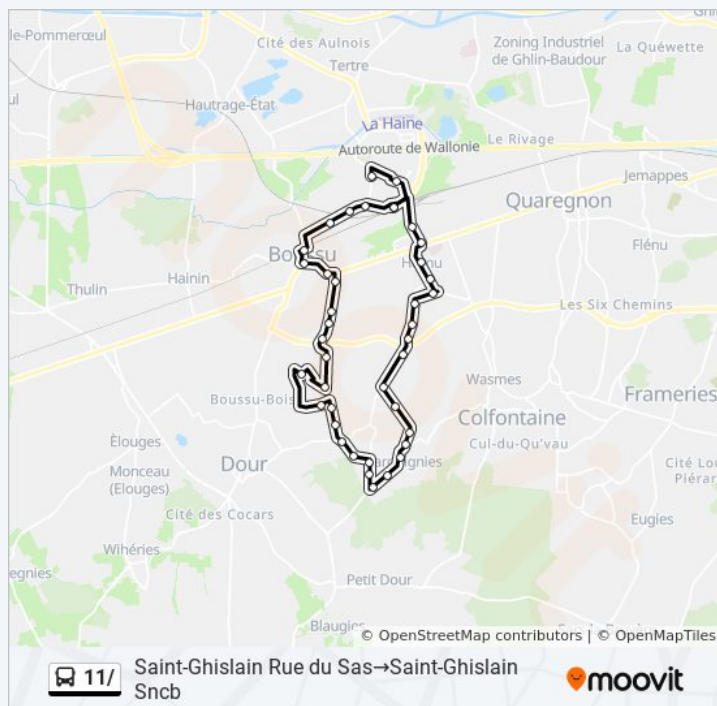 le-Pommerœul
Cité des Aulnois
Zoning Industriel
de Ghlin-Baudour
La Quévette
Tertre
Hautrage-État
La Haine
Le Rivage
Autoroute de Wallonie
Jemappes
Quaregnon
Flénu
Hainin
Thulin
Les Six Chemins
Wasmes
Frameries
Boussu-Bois
Colfontaine
Cul-du-Qu'vau
Èlouges
Dour
Monceau
(Elouges)
Cité des Cocars
Eugies
Wihéries
Petit Dour
Blaugies
© OpenStreetMap contributors | © OpenMapTiles
11/
Saint-Ghislain Rue du Sas→Saint-Ghislain
Sncb
moovit